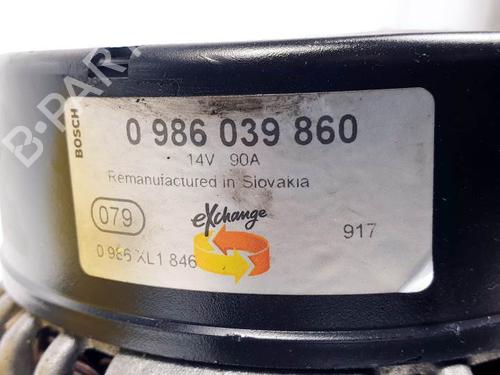 BOSCH
0 986 039 860
14V 90A
Remanufactured in Slovakia
079
eXchange
917
0 986 XL1 846
B-PARTS